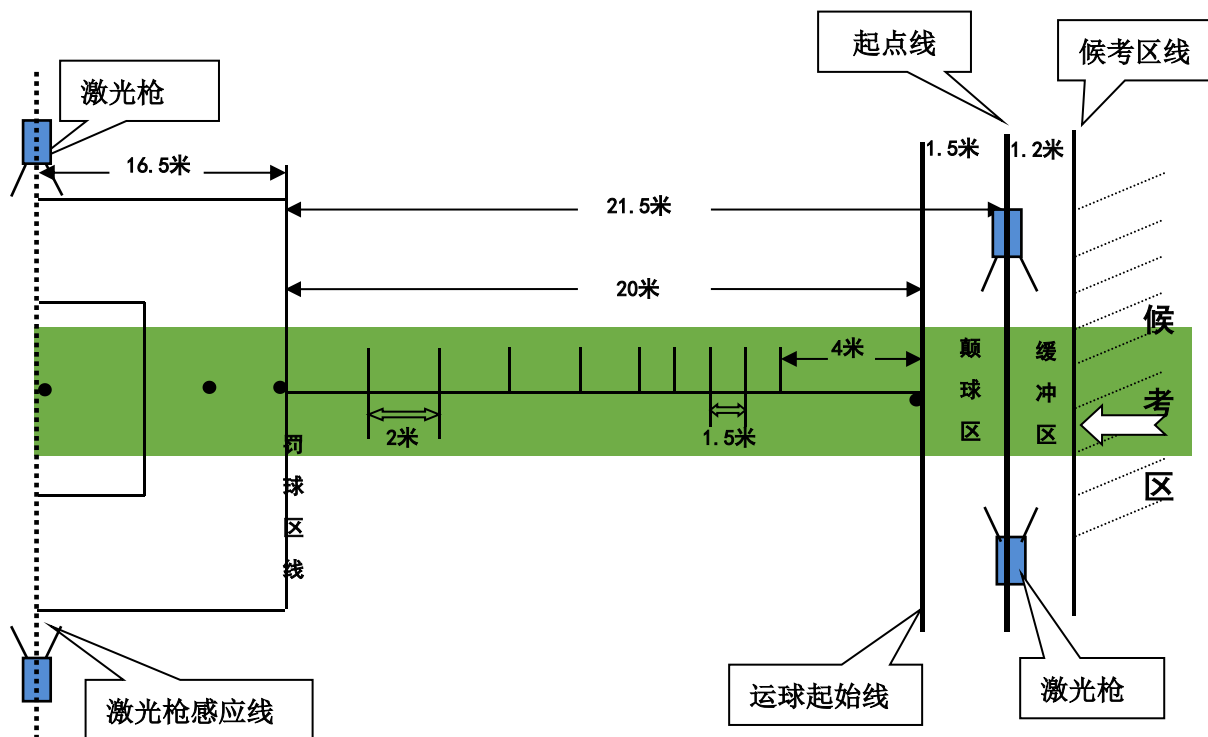 起点线
候考区线
激光枪
16.5米
1.5米
1.2米
21.5米
20米
4米
颠球区
缓冲区
候考区
2米
1.5米
罚球区线
激光枪感应线
运球起始线
激光枪